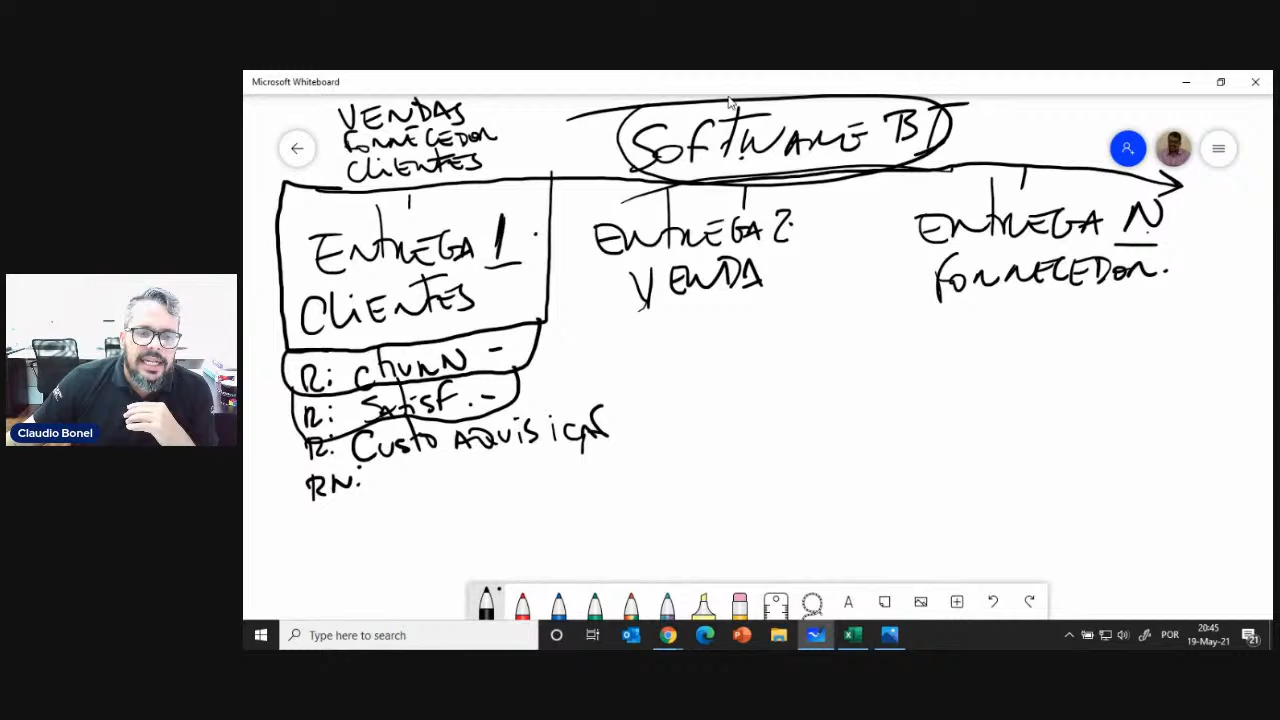 Microsoft Whiteboard
VENDAS
FORNECEDOR
CLIENTES
SOFTWARE BI
ENTREGA 1
CLIENTES
ENTREGA 2
VENDA
ENTREGA N
FORNECEDOR.
R: CHURN -
R: SATISF. -
R: CUSTO AQUISIÇÃO
RN:
Claudio Bonel
A
Type here to search
POR
20:45
19-May-21
21